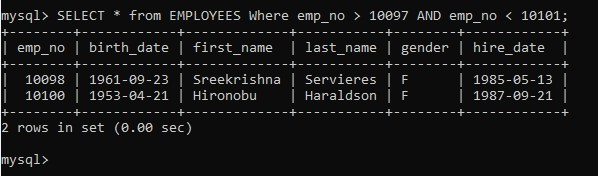 mysql> SELECT * from EMPLOYEES Where emp_no > 10097 AND emp_no < 10101;
+--------+------------+-------------+-----------+--------+------------+
| emp_no | birth_date | first_name  | last_name | gender | hire_date  |
+--------+------------+-------------+-----------+--------+------------+
|  10098 | 1961-09-23 | Sreekrishna | Servieres | F      | 1985-05-13 |
|  10100 | 1953-04-21 | Hironobu    | Haraldson | F      | 1987-09-21 |
+--------+------------+-------------+-----------+--------+------------+
2 rows in set (0.00 sec)
mysql>